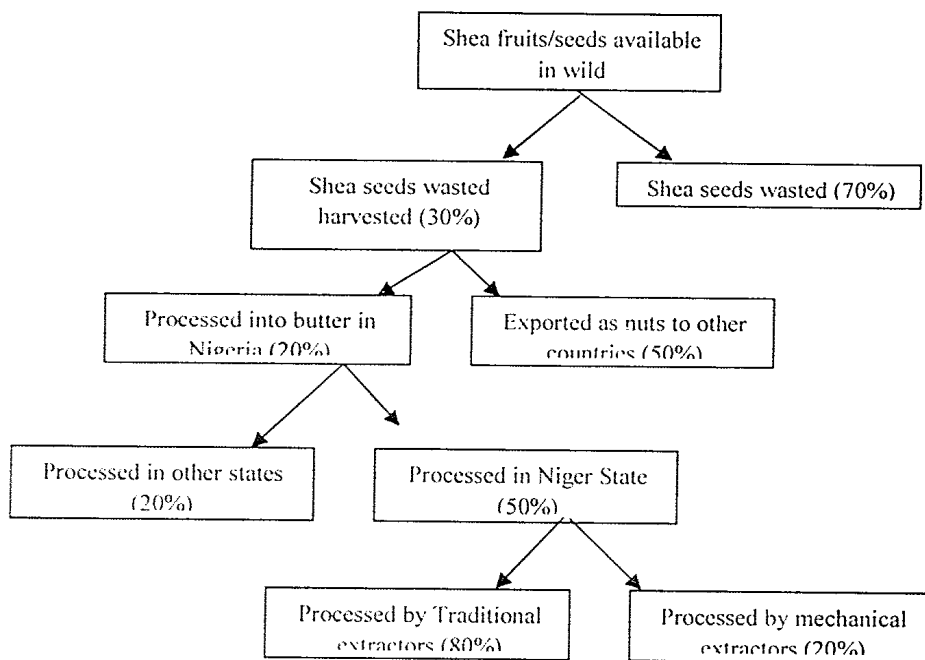 Shea fruits/seeds available
in wild
Shea seeds wasted
harvested (30%)
Shea seeds wasted (70%)
Processed into butter in
Nigeria (20%)
Exported as nuts to other
countries (50%)
Processed in other states
(20%)
Processed in Niger State
(50%)
Processed by Traditional
extractors (80%)
Processed by mechanical
extractors (20%)